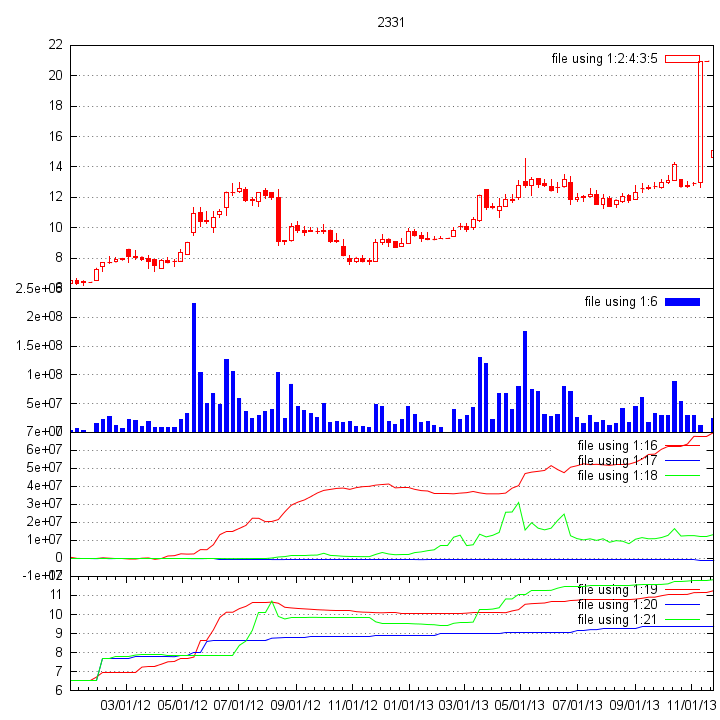 2331
22
file using 1:2:4:3:5
20
18
16
14
12
10
8
6
2.5e+08
file using 1:6
2e+08
1.5e+08
1e+08
5e+07
0
7e+07
file using 1:16
6e+07
file using 1:17
5e+07
file using 1:18
4e+07
3e+07
2e+07
1e+07
0
-1e+07
12
file using 1:19
11
file using 1:20
10
file using 1:21
9
8
7
6
03/01/12 05/01/12 07/01/12 09/01/12 11/01/12 01/01/13 03/01/13 05/01/13 07/01/13 09/01/13 11/01/13